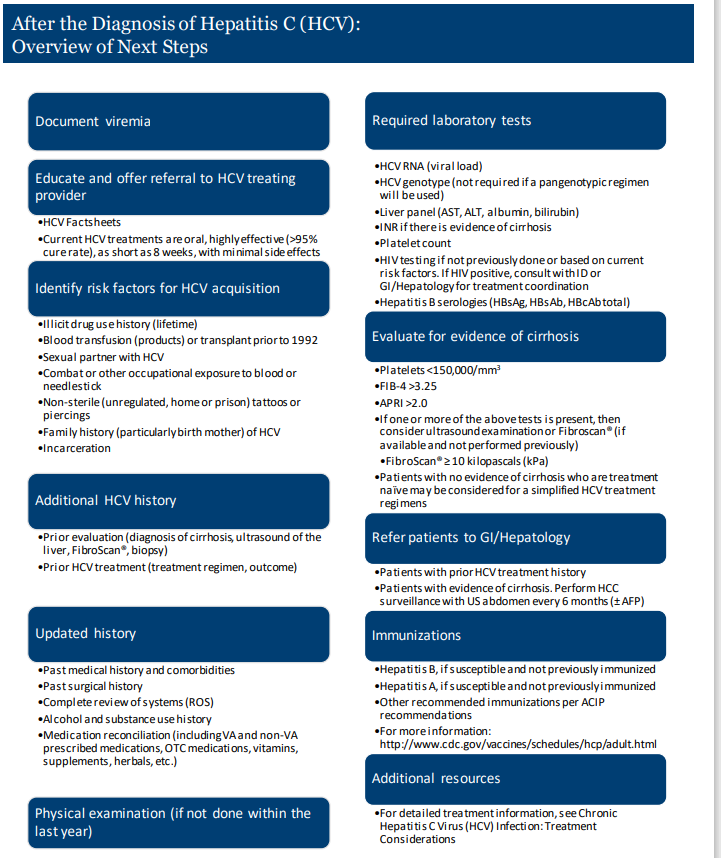 After the Diagnosis of Hepatitis C (HCV):
Overview of Next Steps
Document viremia
Educate and offer referral to HCV treating
provider
•HCV Factsheets
•Current HCV treatments are oral, highly effective (>95%
cure rate), as short as 8 weeks, with minimal side effects
Identify risk factors for HCV acquisition
•Illicit drug use history (lifetime)
•Blood transfusion (products) or transplant prior to 1992
•Sexual partner with HCV
•Combat or other occupational exposure to blood or
needlestick
•Non-sterile (unregulated, home or prison) tattoos or
piercings
•Family history (particularly birth mother) of HCV
•Incarceration
Additional HCV history
•Prior evaluation (diagnosis of cirrhosis, ultrasound of the
liver, FibroScan®, biopsy)
•Prior HCV treatment (treatment regimen, outcome)
Updated history
•Past medical history and comorbidities
•Past surgical history
•Complete review of systems (ROS)
•Alcohol and substance use history
•Medication reconciliation (including VA and non-VA
prescribed medications, OTC medications, vitamins,
supplements, herbals, etc.)
Physical examination (if not done within the
last year)
Required laboratory tests
•HCV RNA (viral load)
•HCV genotype (not required if a pangenotypic regimen
will be used)
•Liver panel (AST, ALT, albumin, bilirubin)
•INR if there is evidence of cirrhosis
•Platelet count
•HIV testing if not previously done or based on current
risk factors. If HIV positive, consult with ID or
GI/Hepatology for treatment coordination
•Hepatitis B serologies (HBsAg, HBsAb, HBcAb total)
Evaluate for evidence of cirrhosis
•Platelets <150,000/mm³
•FIB-4 >3.25
•APRI >2.0
•If one or more of the above tests is present, then
consider ultrasound examination or Fibroscan® (if
available and not performed previously)
•FibroScan® ≥ 10 kilopascals (kPa)
•Patients with no evidence of cirrhosis who are treatment
naïve may be considered for a simplified HCV treatment
regimens
Refer patients to GI/Hepatology
•Patients with prior HCV treatment history
•Patients with evidence of cirrhosis. Perform HCC
surveillance with US abdomen every 6 months (± AFP)
Immunizations
•Hepatitis B, if susceptible and not previously immunized
•Hepatitis A, if susceptible and not previously immunized
•Other recommended immunizations per ACIP
recommendations
•For more information:
http://www.cdc.gov/vaccines/schedules/hcp/adult.html
Additional resources
•For detailed treatment information, see Chronic
Hepatitis C Virus (HCV) Infection: Treatment
Considerations